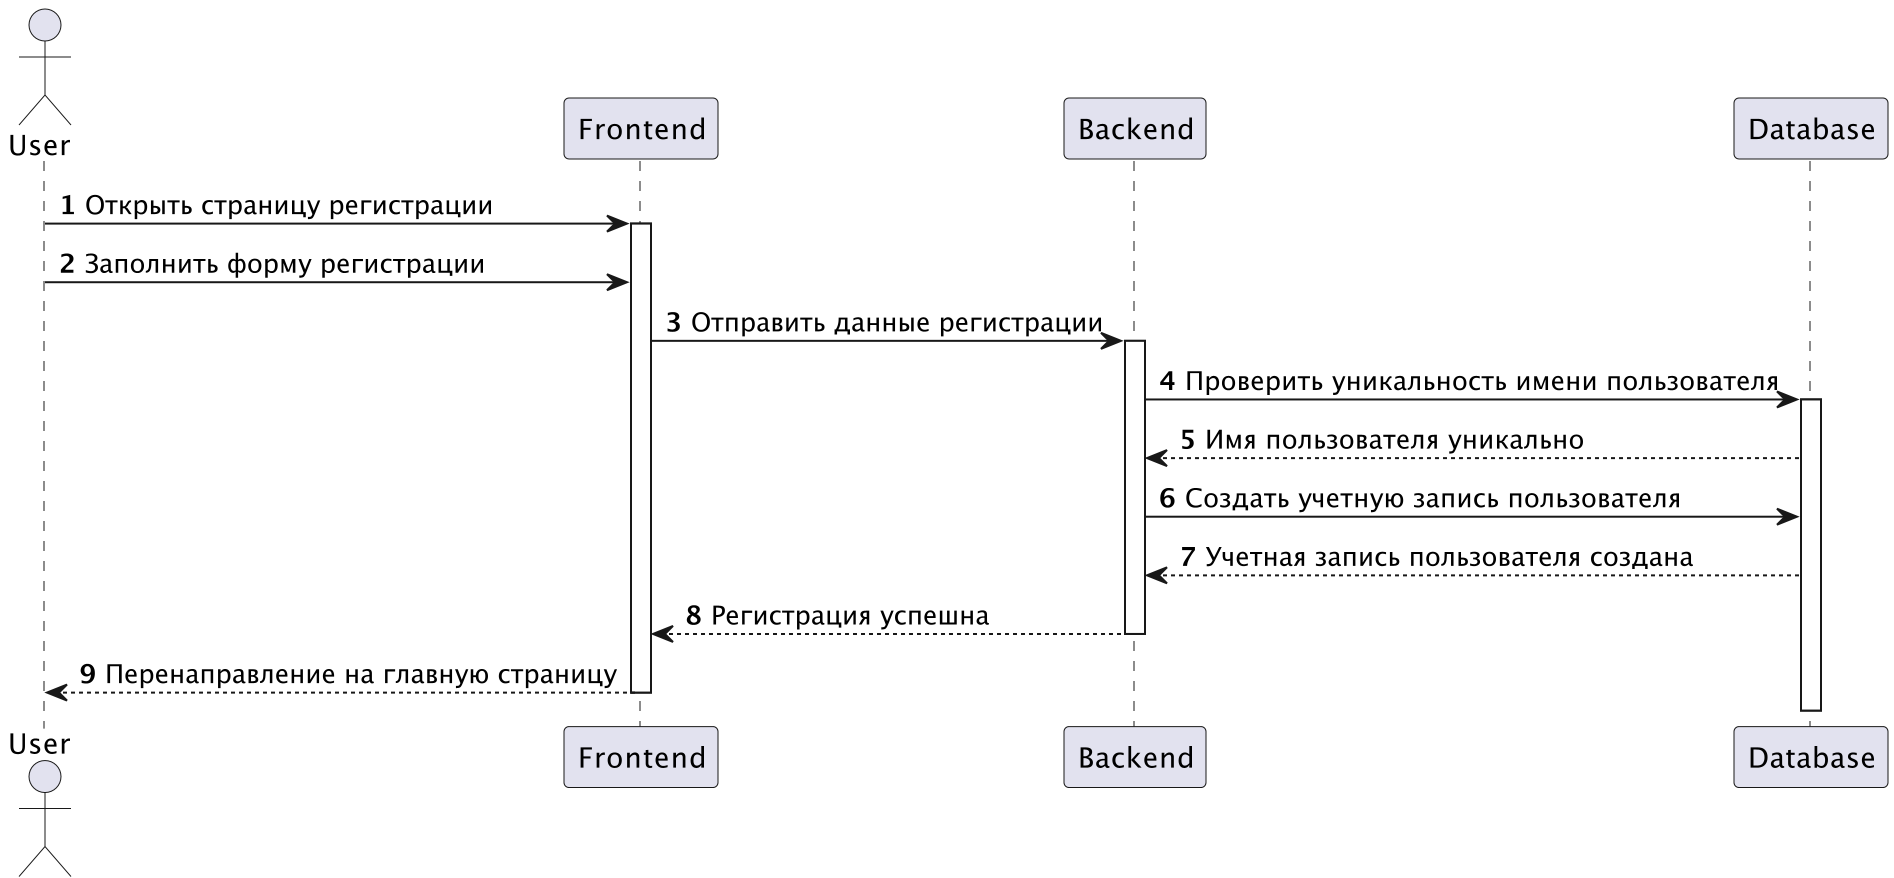 User
Frontend
Backend
Database
1 Открыть страницу регистрации
2 Заполнить форму регистрации
3 Отправить данные регистрации
4 Проверить уникальность имени пользователя
5 Имя пользователя уникально
6 Создать учетную запись пользователя
7 Учетная запись пользователя создана
8 Регистрация успешна
9 Перенаправление на главную страницу
User
Frontend
Backend
Database